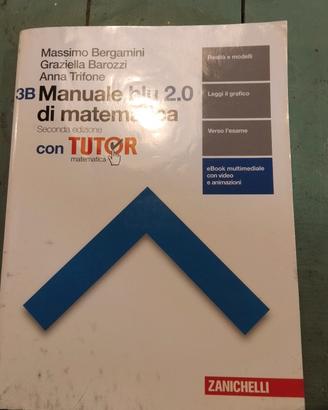 Massimo Bergamini
Graziella Barozzi
Anna Trifone
3B Manuale blu 2.0
di matematica
Seconda edizione
con TUTOR
matematica
Realtà e modelli
Leggi il grafico
Verso l'esame
eBook multimediale
con video
e animazioni
ZANICHELLI